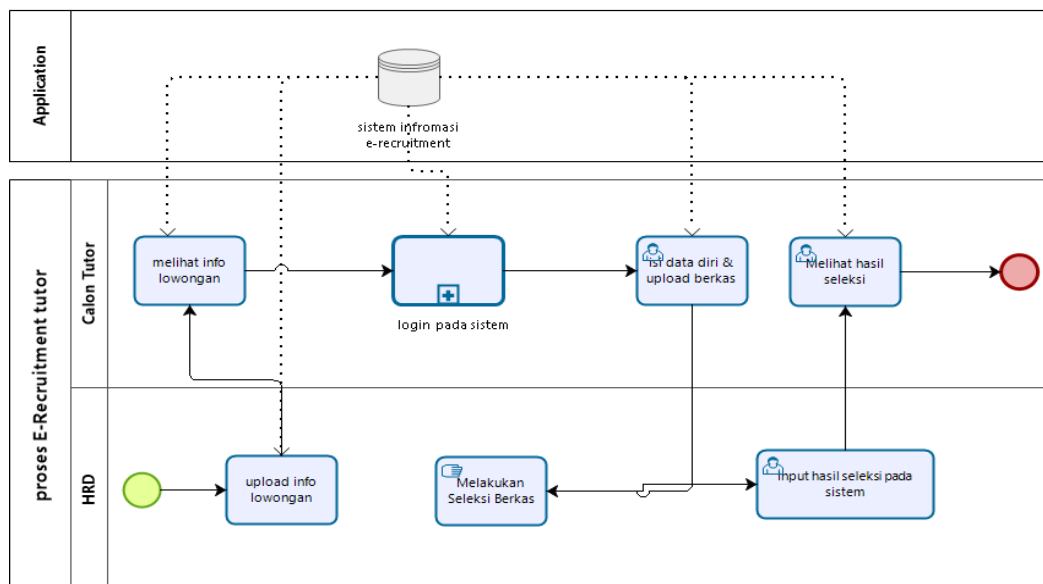 Application
sistem infromasi
e-recruitment
proses E-Recruitment tutor
Calon Tutor
melihat info
lowongan
login pada sistem
Isi data diri &
upload berkas
Melihat hasil
seleksi
HRD
upload info
lowongan
Melakukan
Seleksi Berkas
Input hasil seleksi pada
sistem